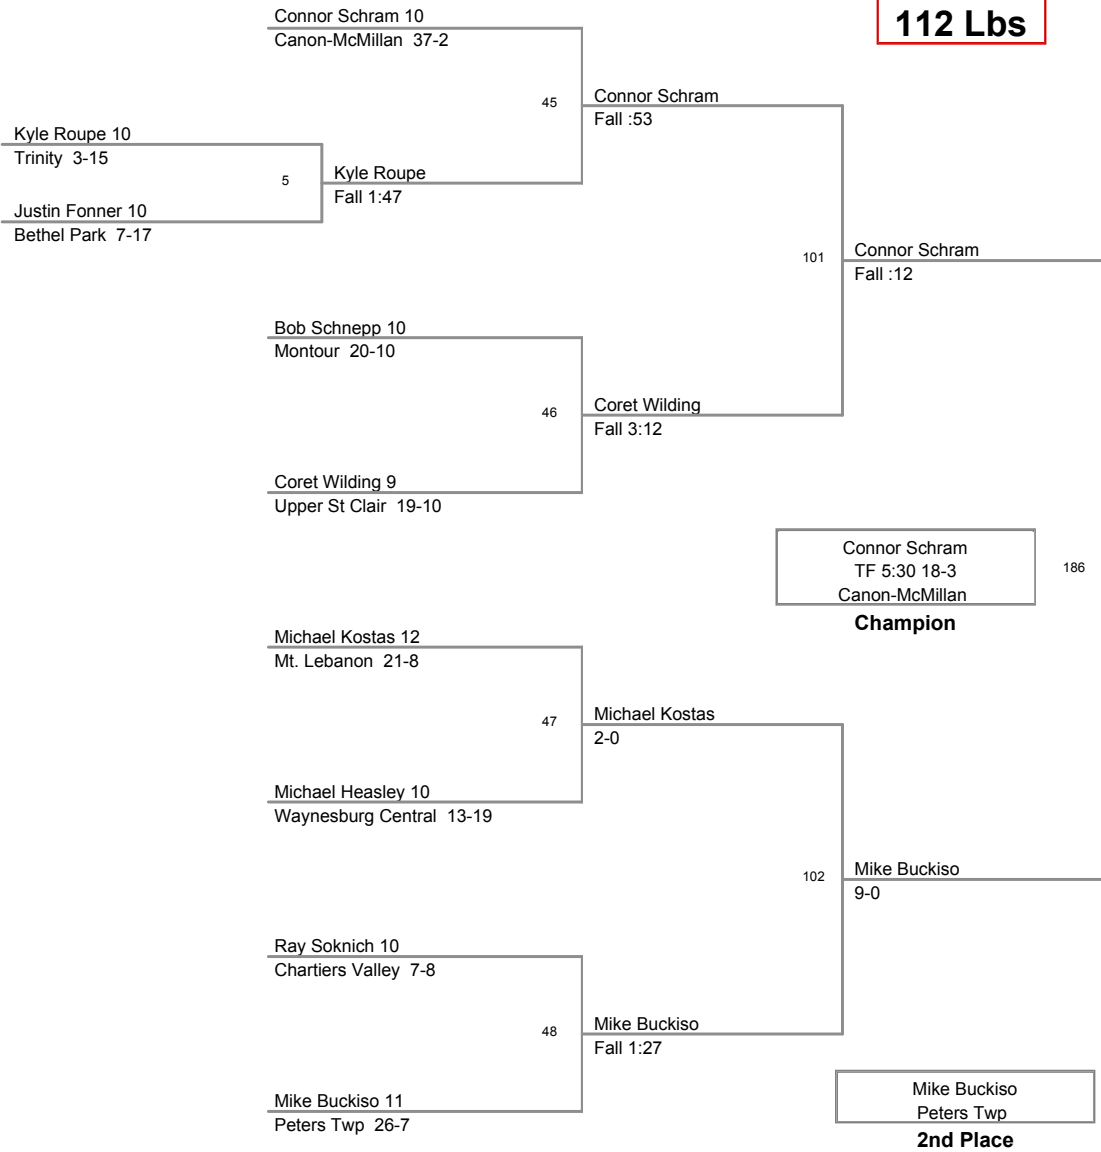 Connor Schram 10
Canon-McMillan 37-2
112 Lbs
45
Connor Schram
Fall :53
Kyle Roupe 10
Trinity 3-15
5
Kyle Roupe
Fall 1:47
Justin Fonner 10
Bethel Park 7-17
101
Connor Schram
Fall :12
Bob Schnepp 10
Montour 20-10
46
Coret Wilding
Fall 3:12
Coret Wilding 9
Upper St Clair 19-10
Connor Schram
TF 5:30 18-3
Canon-McMillan
186
Champion
Michael Kostas 12
Mt. Lebanon 21-8
47
Michael Kostas
2-0
Michael Heasley 10
Waynesburg Central 13-19
102
Mike Buckiso
9-0
Ray Soknich 10
Chartiers Valley 7-8
48
Mike Buckiso
Fall 1:27
Mike Buckiso 11
Peters Twp 26-7
Mike Buckiso
Peters Twp
2nd Place